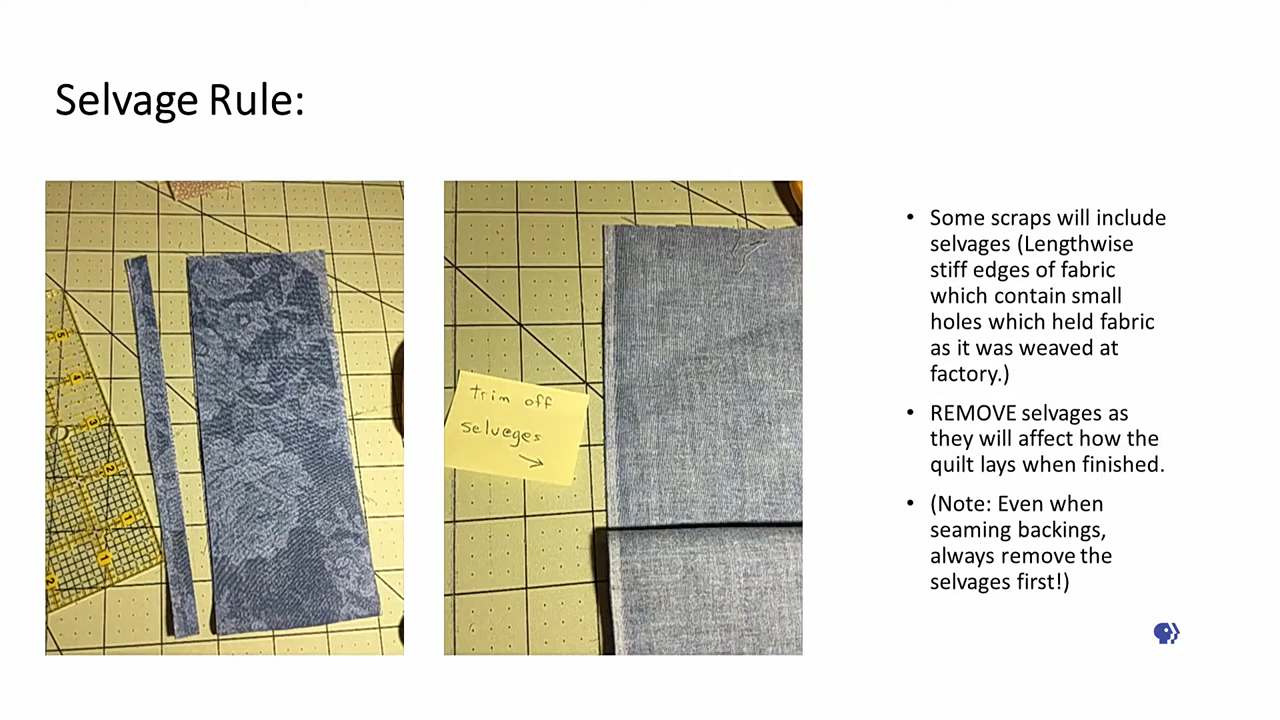 Selvage Rule:
trim off
selveges
• Some scraps will include
selvages (Lengthwise
stiff edges of fabric
which contain small
holes which held fabric
as it was weaved at
factory.)
• REMOVE selvages as
they will affect how the
quilt lays when finished.
• (Note: Even when
seaming backings,
always remove the
selvages first!)